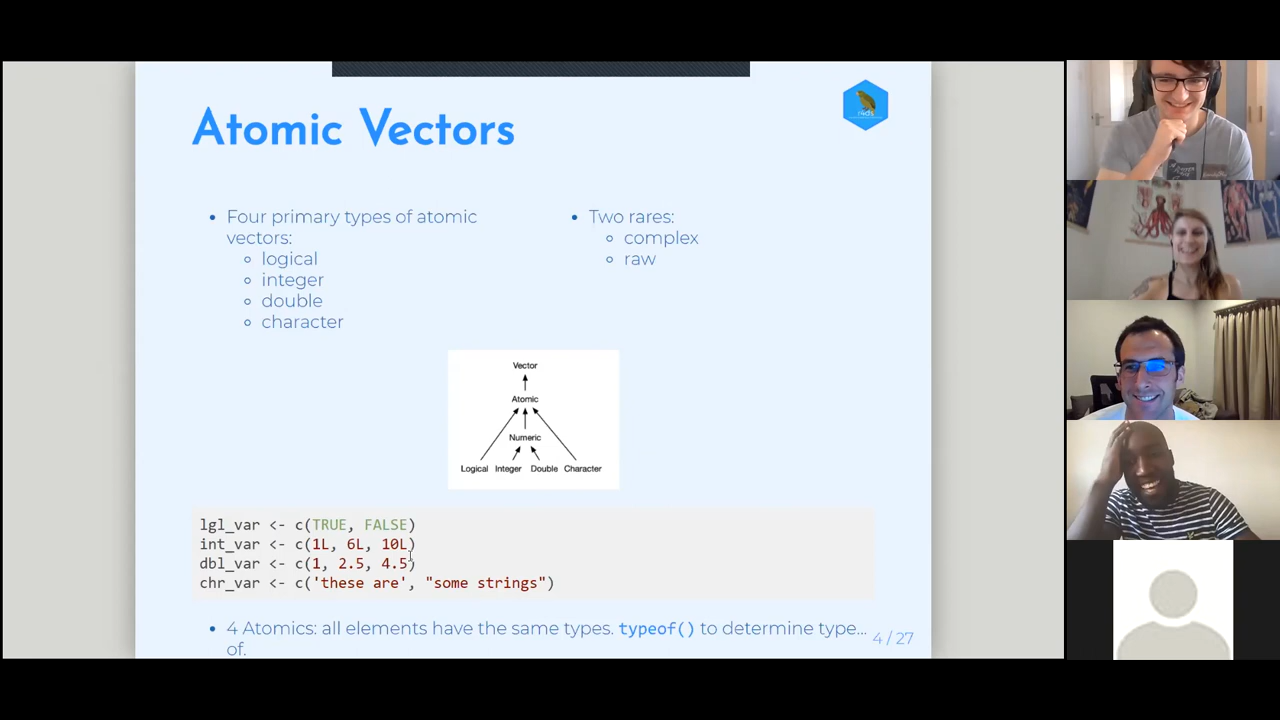 Atomic Vectors
r4ds
Four primary types of atomic
vectors:
logical
integer
double
character
Two rares:
complex
raw
Vector
Atomic
Numeric
Logical Integer Double Character
lgl_var <- c(TRUE, FALSE)
int_var <- c(1L, 6L, 10L)
dbl_var <- c(1, 2.5, 4.5)
chr_var <- c('these are', "some strings")
4 Atomics: all elements have the same types. typeof() to determine type...
of.
4 / 27